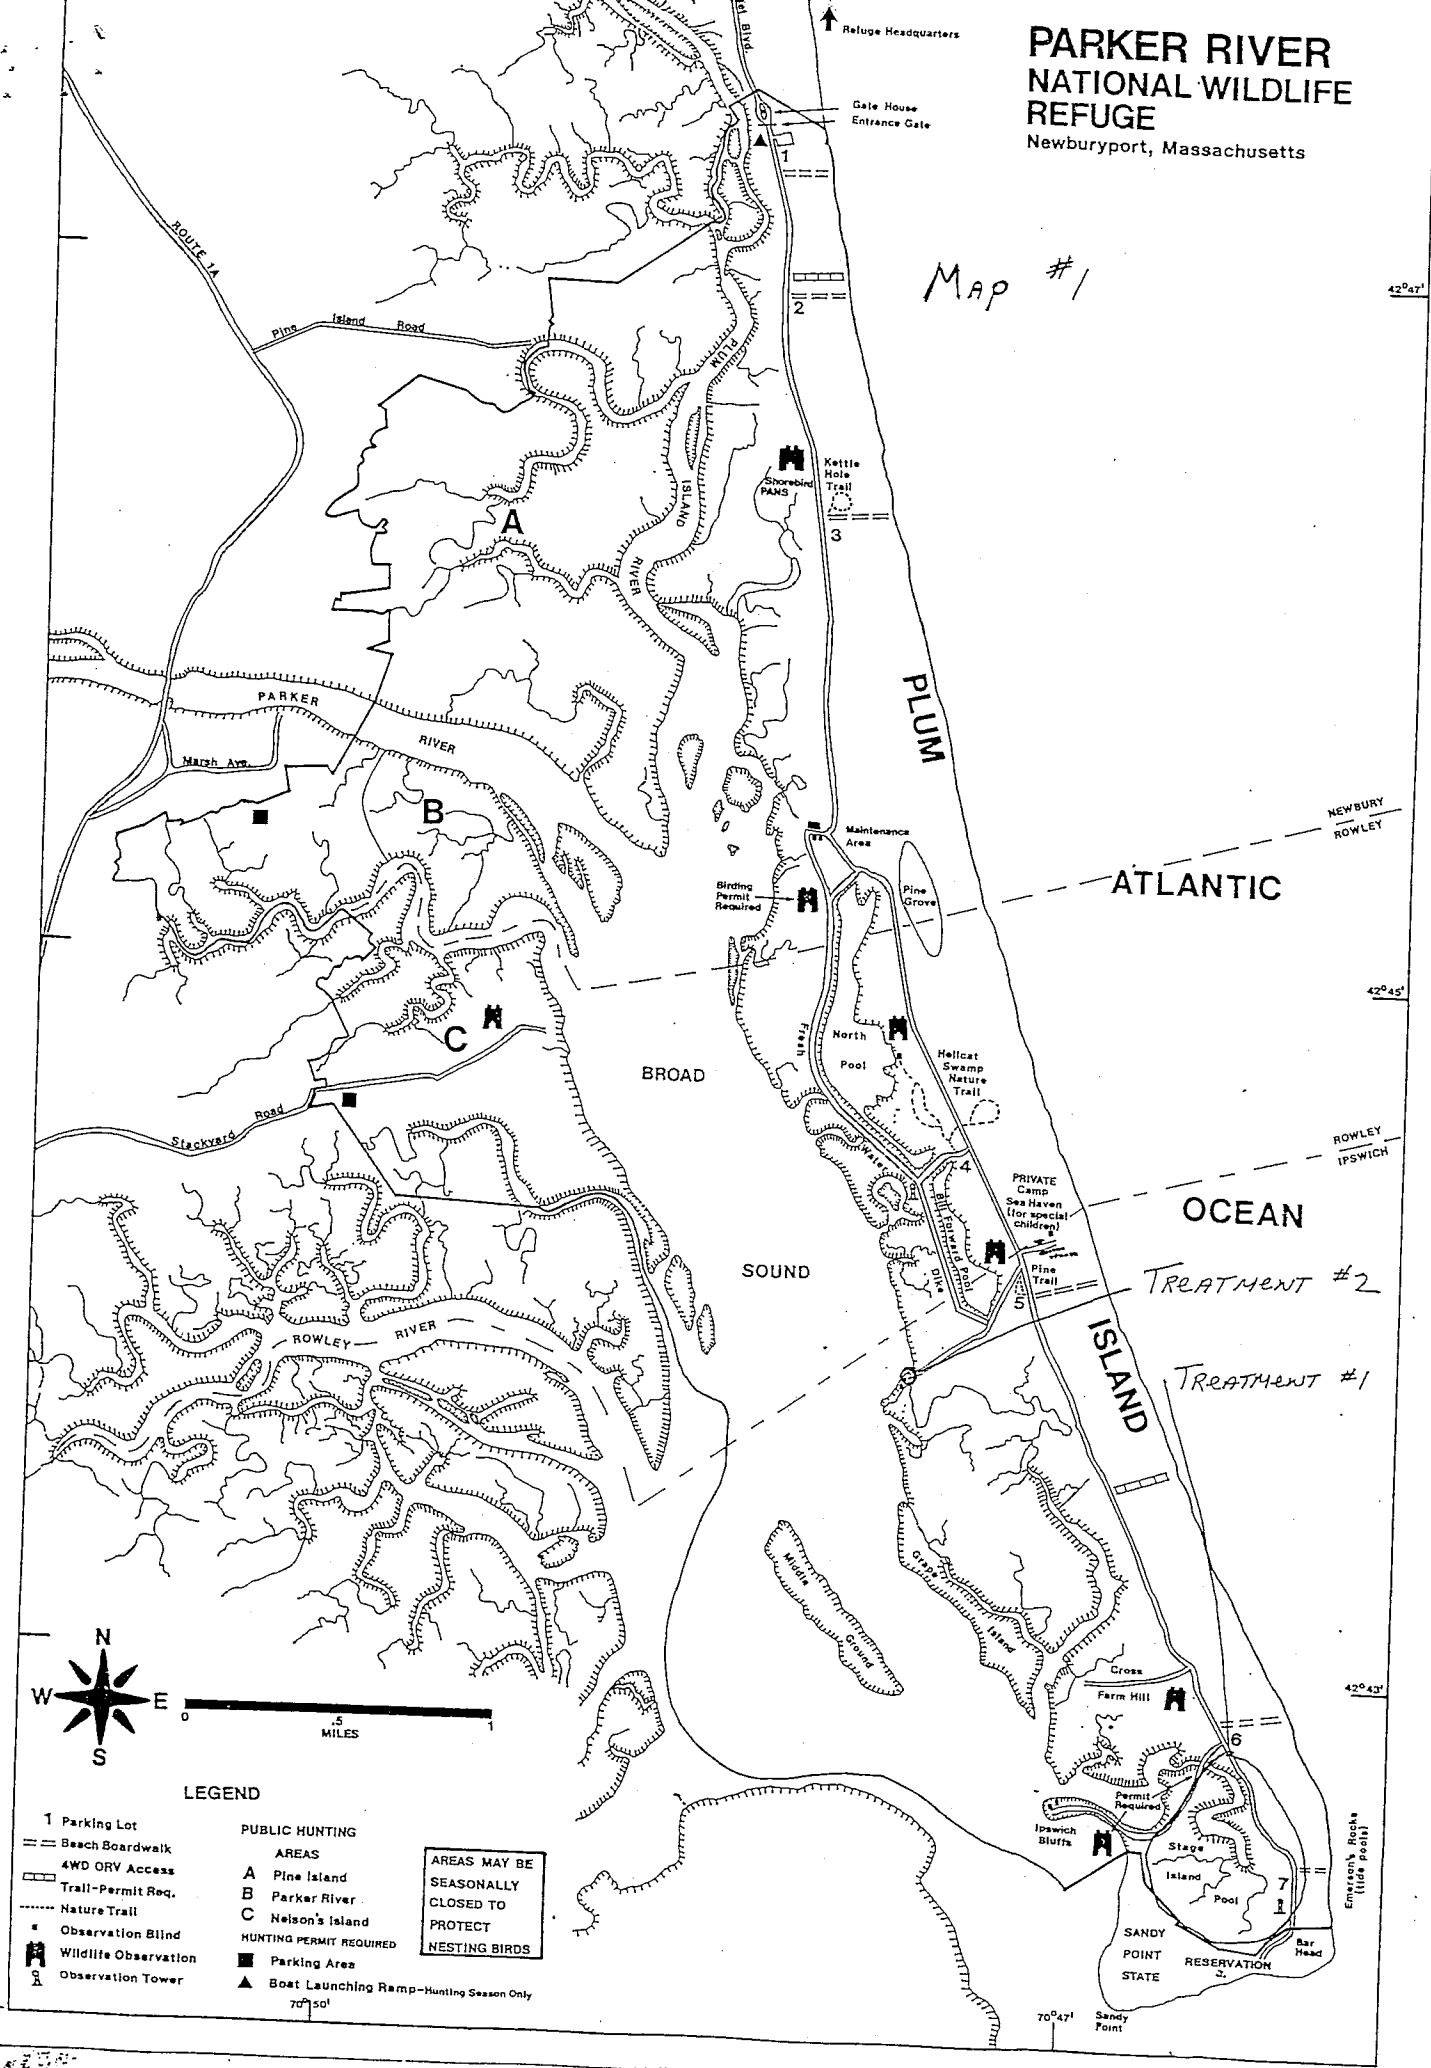 PARKER RIVER
NATIONAL WILDLIFE
REFUGE
Newburyport, Massachusetts
Refuge Headquarters
Blvd.
Gate House
Entrance Gate
1
ROUTE 1A
MAP #1
42°47'
2
Pine Island Road
PLUM
ISLAND
RIVER
Kettle
Hole
Trail
Shorebird
PANS
3
A
PARKER
RIVER
PLUM
Marsh Ave.
B
Maintenance
Area
NEWBURY
ROWLEY
Birding
Permit
Required
Pine
Grove
ATLANTIC
42°45'
C
Fresh
North
Pool
BROAD
Hellcat
Swamp
Nature
Trail
Stackyard Road
Water
4
ROWLEY
IPSWICH
PRIVATE
Camp
Sea Haven
(for special
children)
Bill Forward Pool
OCEAN
SOUND
Dike
Pine
Trail
5
TREATMENT #2
ROWLEY
RIVER
ISLAND
TREATMENT #1
Middle
Ground
Grape
Island
Cross
Farm Hill
42°43'
N
W
E
S
0
.5
1
MILES
6
Permit
Required
Ipswich
Bluffs
Stage
Island
Pool
7
Emerson's Rocks
(tide Pools)
SANDY
POINT
STATE
RESERVATION
Bar
Head
LEGEND
1 Parking Lot
Beach Boardwalk
4WD ORV Access
Trail-Permit Req.
Nature Trail
Observation Blind
Wildlife Observation
Observation Tower
PUBLIC HUNTING
AREAS
A Pine Island
B Parker River
C Nelson's Island
HUNTING PERMIT REQUIRED
Parking Area
Boat Launching Ramp-Hunting Season Only
AREAS MAY BE
SEASONALLY
CLOSED TO
PROTECT
NESTING BIRDS
70°50'
70°47'
Sandy
Point